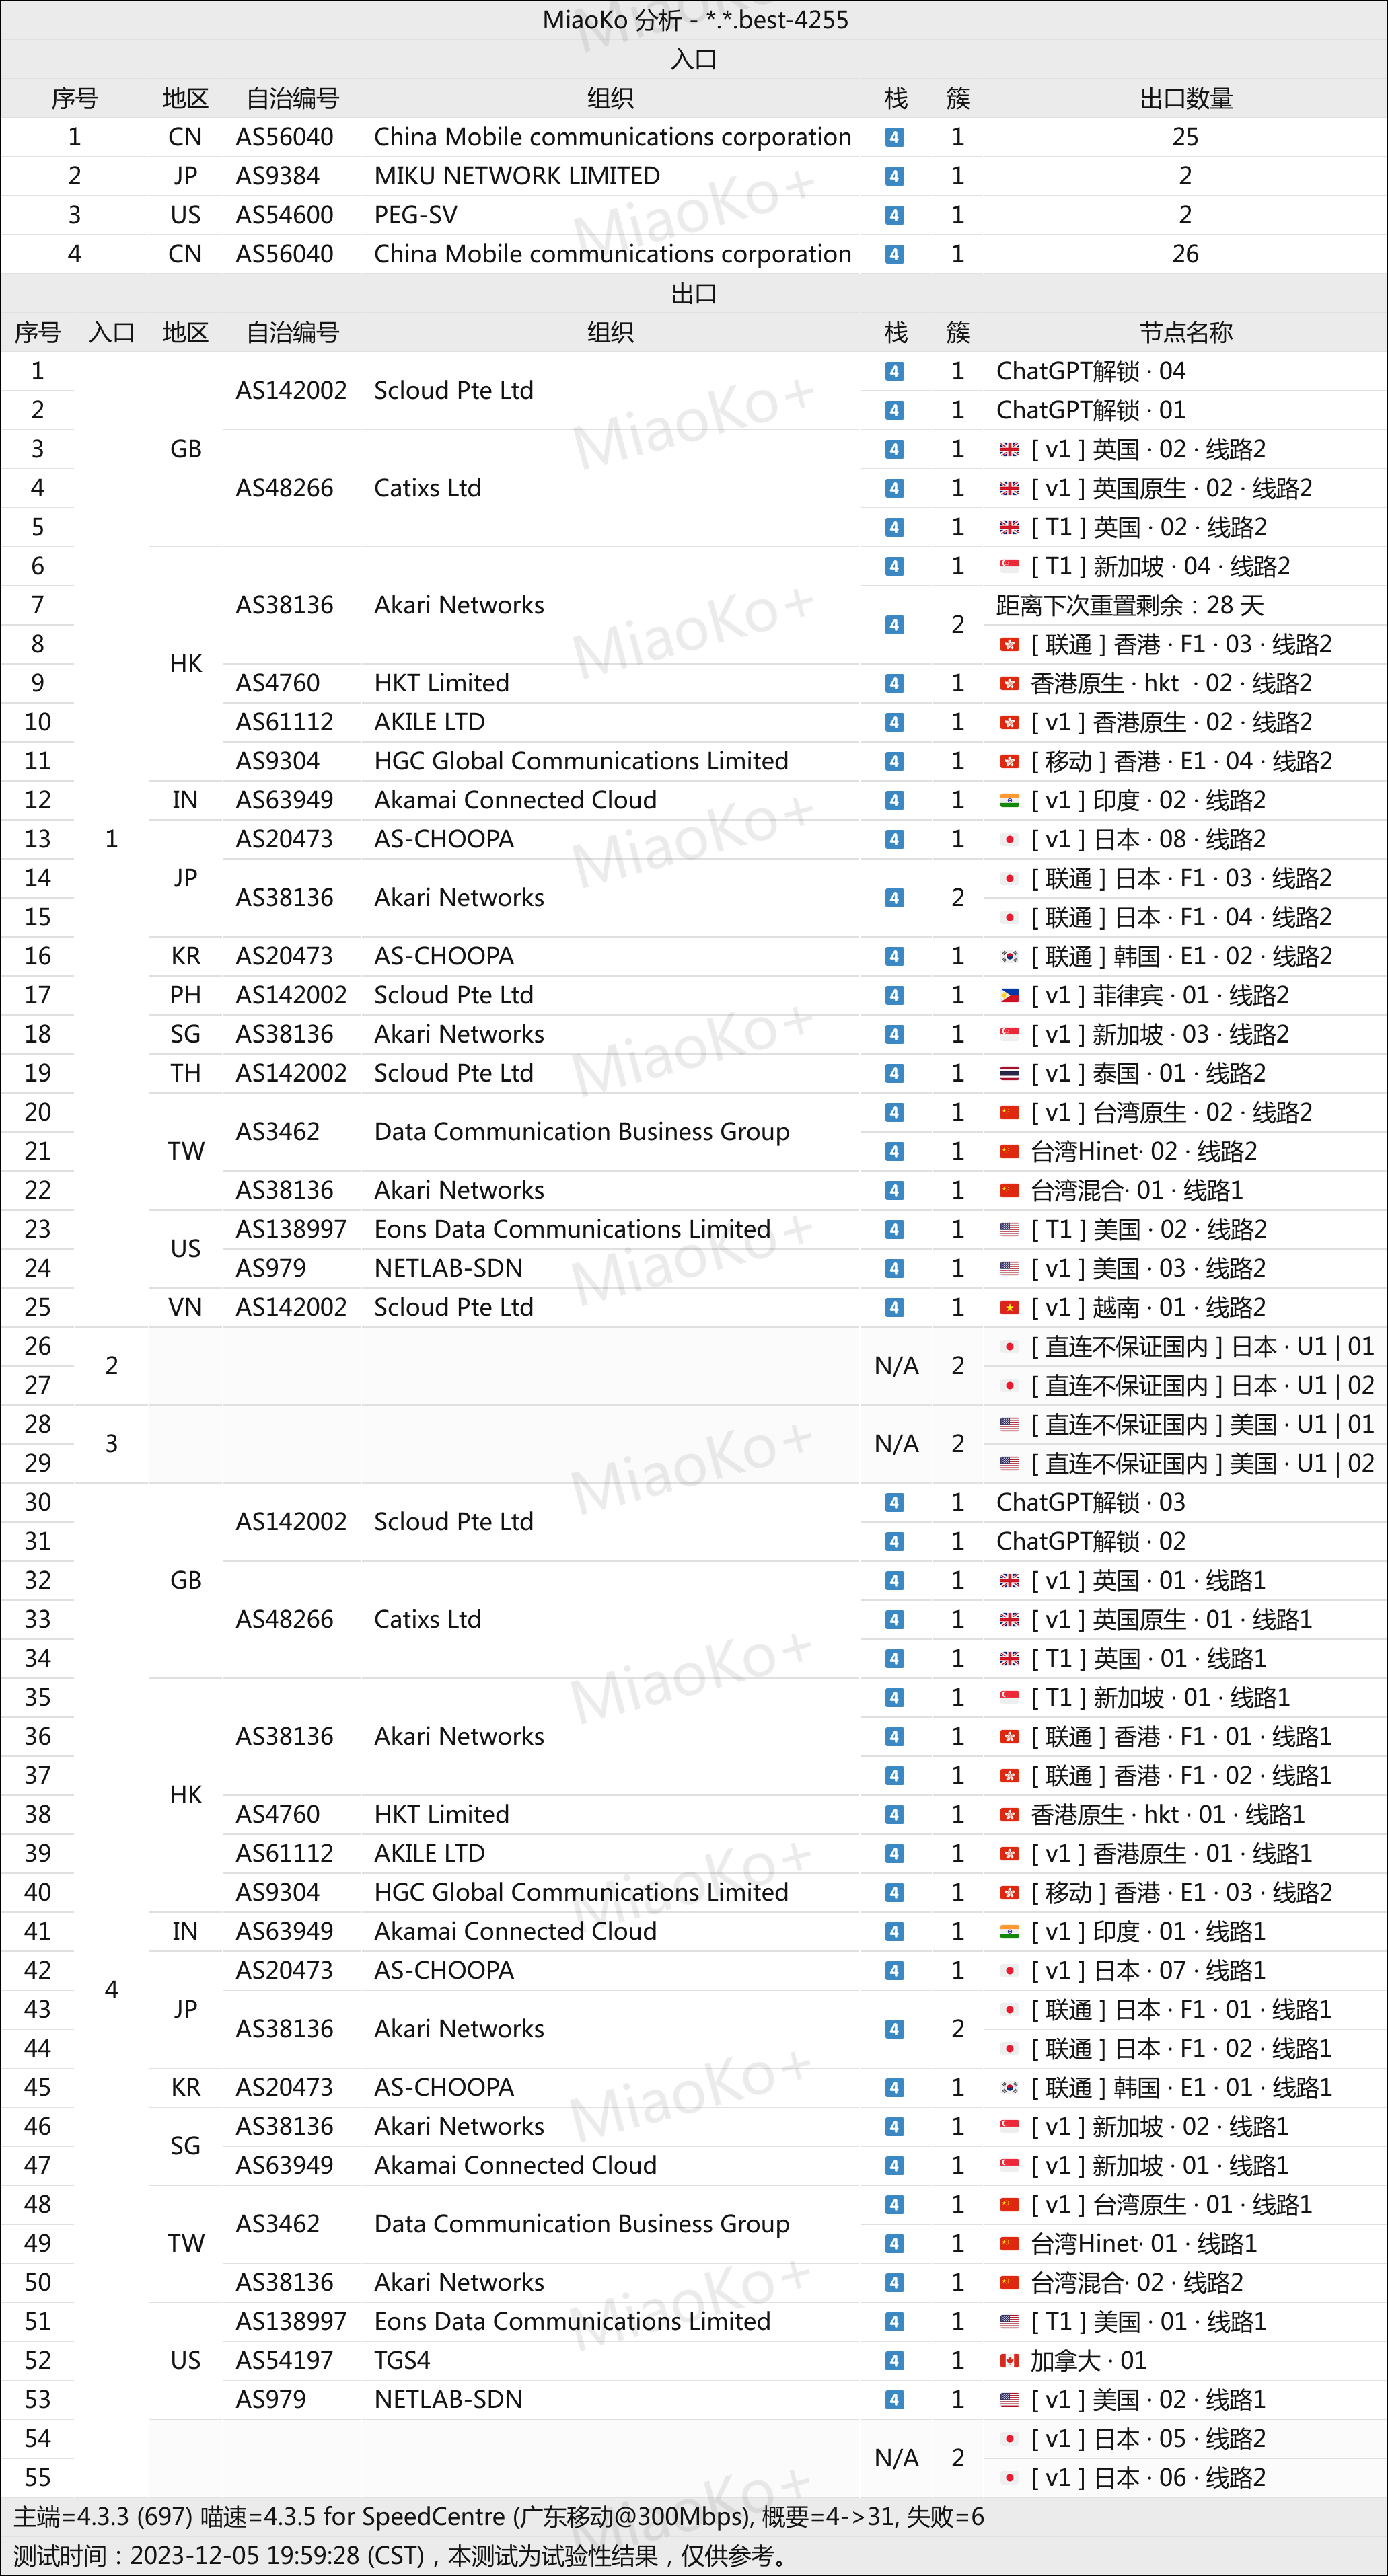 MiaoKo 分析 - *.*.best-4255
入口
序号 地区 自治编号 组织 栈 簇 出口数量
1 CN AS56040 China Mobile communications corporation 4 1 25
2 JP AS9384 MIKU NETWORK LIMITED 4 1 2
3 US AS54600 PEG-SV 4 1 2
4 CN AS56040 China Mobile communications corporation 4 1 26
出口
序号 入口 地区 自治编号 组织 栈 簇 节点名称
1 1 GB AS142002 Scloud Pte Ltd 4 1 ChatGPT解锁 · 04
2 4 1 ChatGPT解锁 · 01
3 AS48266 Catixs Ltd 4 1 [ v1 ] 英国 · 02 · 线路2
4 4 1 [ v1 ] 英国原生 · 02 · 线路2
5 4 1 [ T1 ] 英国 · 02 · 线路2
6 HK AS38136 Akari Networks 4 1 [ T1 ] 新加坡 · 04 · 线路2
7 4 2 距离下次重置剩余：28 天
8 [ 联通 ] 香港 · F1 · 03 · 线路2
9 AS4760 HKT Limited 4 1 香港原生 · hkt · 02 · 线路2
10 AS61112 AKILE LTD 4 1 [ v1 ] 香港原生 · 02 · 线路2
11 AS9304 HGC Global Communications Limited 4 1 [ 移动 ] 香港 · E1 · 04 · 线路2
12 IN AS63949 Akamai Connected Cloud 4 1 [ v1 ] 印度 · 02 · 线路2
13 JP AS20473 AS-CHOOPA 4 1 [ v1 ] 日本 · 08 · 线路2
14 AS38136 Akari Networks 4 2 [ 联通 ] 日本 · F1 · 03 · 线路2
15 [ 联通 ] 日本 · F1 · 04 · 线路2
16 KR AS20473 AS-CHOOPA 4 1 [ 联通 ] 韩国 · E1 · 02 · 线路2
17 PH AS142002 Scloud Pte Ltd 4 1 [ v1 ] 菲律宾 · 01 · 线路2
18 SG AS38136 Akari Networks 4 1 [ v1 ] 新加坡 · 03 · 线路2
19 TH AS142002 Scloud Pte Ltd 4 1 [ v1 ] 泰国 · 01 · 线路2
20 TW AS3462 Data Communication Business Group 4 1 [ v1 ] 台湾原生 · 02 · 线路2
21 4 1 台湾Hinet· 02 · 线路2
22 AS38136 Akari Networks 4 1 台湾混合· 01 · 线路1
23 US AS138997 Eons Data Communications Limited 4 1 [ T1 ] 美国 · 02 · 线路2
24 AS979 NETLAB-SDN 4 1 [ v1 ] 美国 · 03 · 线路2
25 VN AS142002 Scloud Pte Ltd 4 1 [ v1 ] 越南 · 01 · 线路2
26 2 N/A 2 [ 直连不保证国内 ] 日本 · U1 | 01
27 [ 直连不保证国内 ] 日本 · U1 | 02
28 3 N/A 2 [ 直连不保证国内 ] 美国 · U1 | 01
29 [ 直连不保证国内 ] 美国 · U1 | 02
30 4 GB AS142002 Scloud Pte Ltd 4 1 ChatGPT解锁 · 03
31 4 1 ChatGPT解锁 · 02
32 AS48266 Catixs Ltd 4 1 [ v1 ] 英国 · 01 · 线路1
33 4 1 [ v1 ] 英国原生 · 01 · 线路1
34 4 1 [ T1 ] 英国 · 01 · 线路1
35 HK AS38136 Akari Networks 4 1 [ T1 ] 新加坡 · 01 · 线路1
36 4 1 [ 联通 ] 香港 · F1 · 01 · 线路1
37 4 1 [ 联通 ] 香港 · F1 · 02 · 线路1
38 AS4760 HKT Limited 4 1 香港原生 · hkt · 01 · 线路1
39 AS61112 AKILE LTD 4 1 [ v1 ] 香港原生 · 01 · 线路1
40 AS9304 HGC Global Communications Limited 4 1 [ 移动 ] 香港 · E1 · 03 · 线路2
41 IN AS63949 Akamai Connected Cloud 4 1 [ v1 ] 印度 · 01 · 线路1
42 JP AS20473 AS-CHOOPA 4 1 [ v1 ] 日本 · 07 · 线路1
43 AS38136 Akari Networks 4 2 [ 联通 ] 日本 · F1 · 01 · 线路1
44 [ 联通 ] 日本 · F1 · 02 · 线路1
45 KR AS20473 AS-CHOOPA 4 1 [ 联通 ] 韩国 · E1 · 01 · 线路1
46 SG AS38136 Akari Networks 4 1 [ v1 ] 新加坡 · 02 · 线路1
47 AS63949 Akamai Connected Cloud 4 1 [ v1 ] 新加坡 · 01 · 线路1
48 TW AS3462 Data Communication Business Group 4 1 [ v1 ] 台湾原生 · 01 · 线路1
49 4 1 台湾Hinet· 01 · 线路1
50 AS38136 Akari Networks 4 1 台湾混合· 02 · 线路2
51 US AS138997 Eons Data Communications Limited 4 1 [ T1 ] 美国 · 01 · 线路1
52 AS54197 TGS4 4 1 加拿大 · 01
53 AS979 NETLAB-SDN 4 1 [ v1 ] 美国 · 02 · 线路1
54 N/A 2 [ v1 ] 日本 · 05 · 线路2
55 [ v1 ] 日本 · 06 · 线路2
主端=4.3.3 (697) 喵速=4.3.5 for SpeedCentre (广东移动@300Mbps), 概要=4->31, 失败=6
测试时间：2023-12-05 19:59:28 (CST)，本测试为试验性结果，仅供参考。